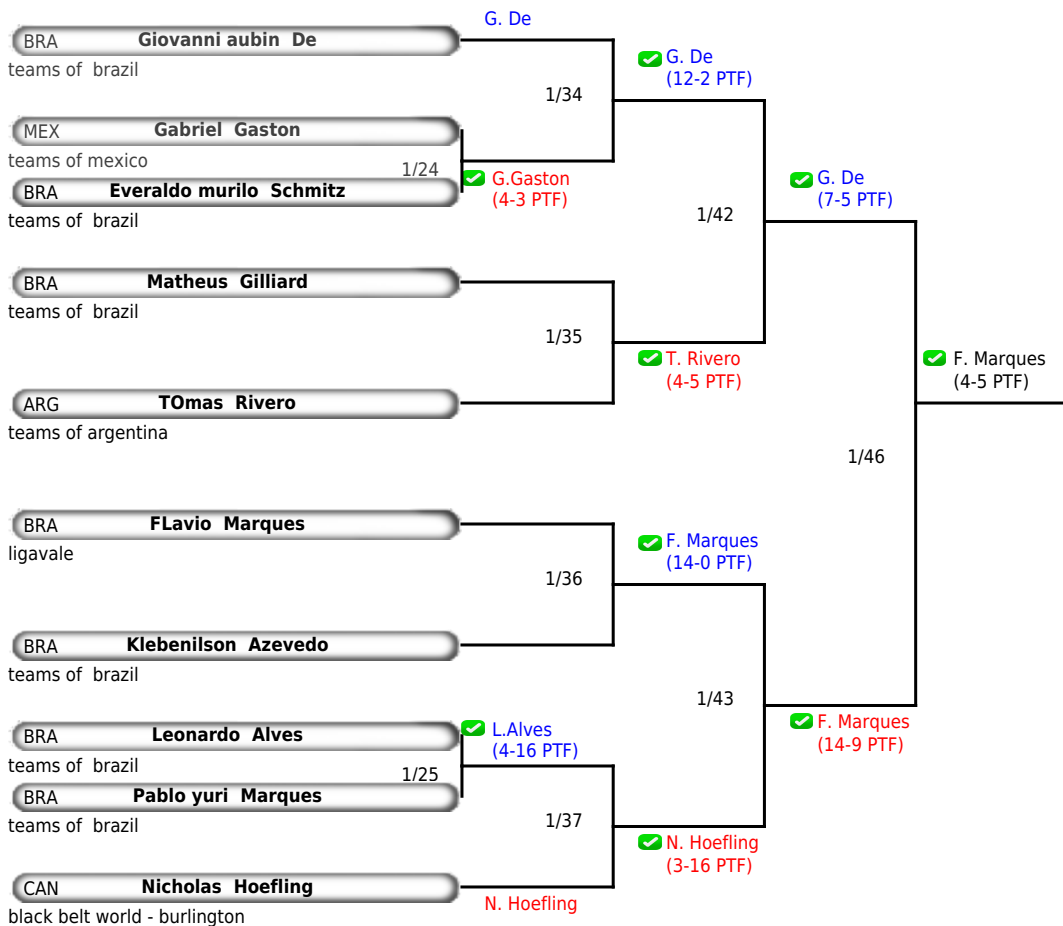 G. De
BRA Giovanni aubin De
teams of brazil
G. De
(12-2 PTF)
1/34
MEX Gabriel Gaston
teams of mexico
1/24
G.Gaston
(4-3 PTF)
BRA Everaldo murilo Schmitz
teams of brazil
G. De
(7-5 PTF)
1/42
BRA Matheus Gilliard
teams of brazil
1/35
T. Rivero
(4-5 PTF)
F. Marques
(4-5 PTF)
ARG TOmas Rivero
teams of argentina
1/46
BRA FLavio Marques
ligavale
F. Marques
(14-0 PTF)
1/36
BRA Klebenilson Azevedo
teams of brazil
1/43
F. Marques
(14-9 PTF)
BRA Leonardo Alves
teams of brazil
L.Alves
(4-16 PTF)
1/25
BRA Pablo yuri Marques
teams of brazil
1/37
N. Hoefling
(3-16 PTF)
CAN Nicholas Hoefling
N. Hoefling
black belt world - burlington